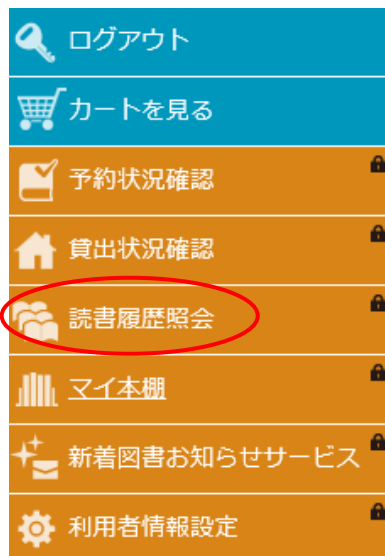 ログアウト
カートを見る
予約状況確認
貸出状況確認
読書履歴照会
マイ本棚
新着図書お知らせサービス
利用者情報設定